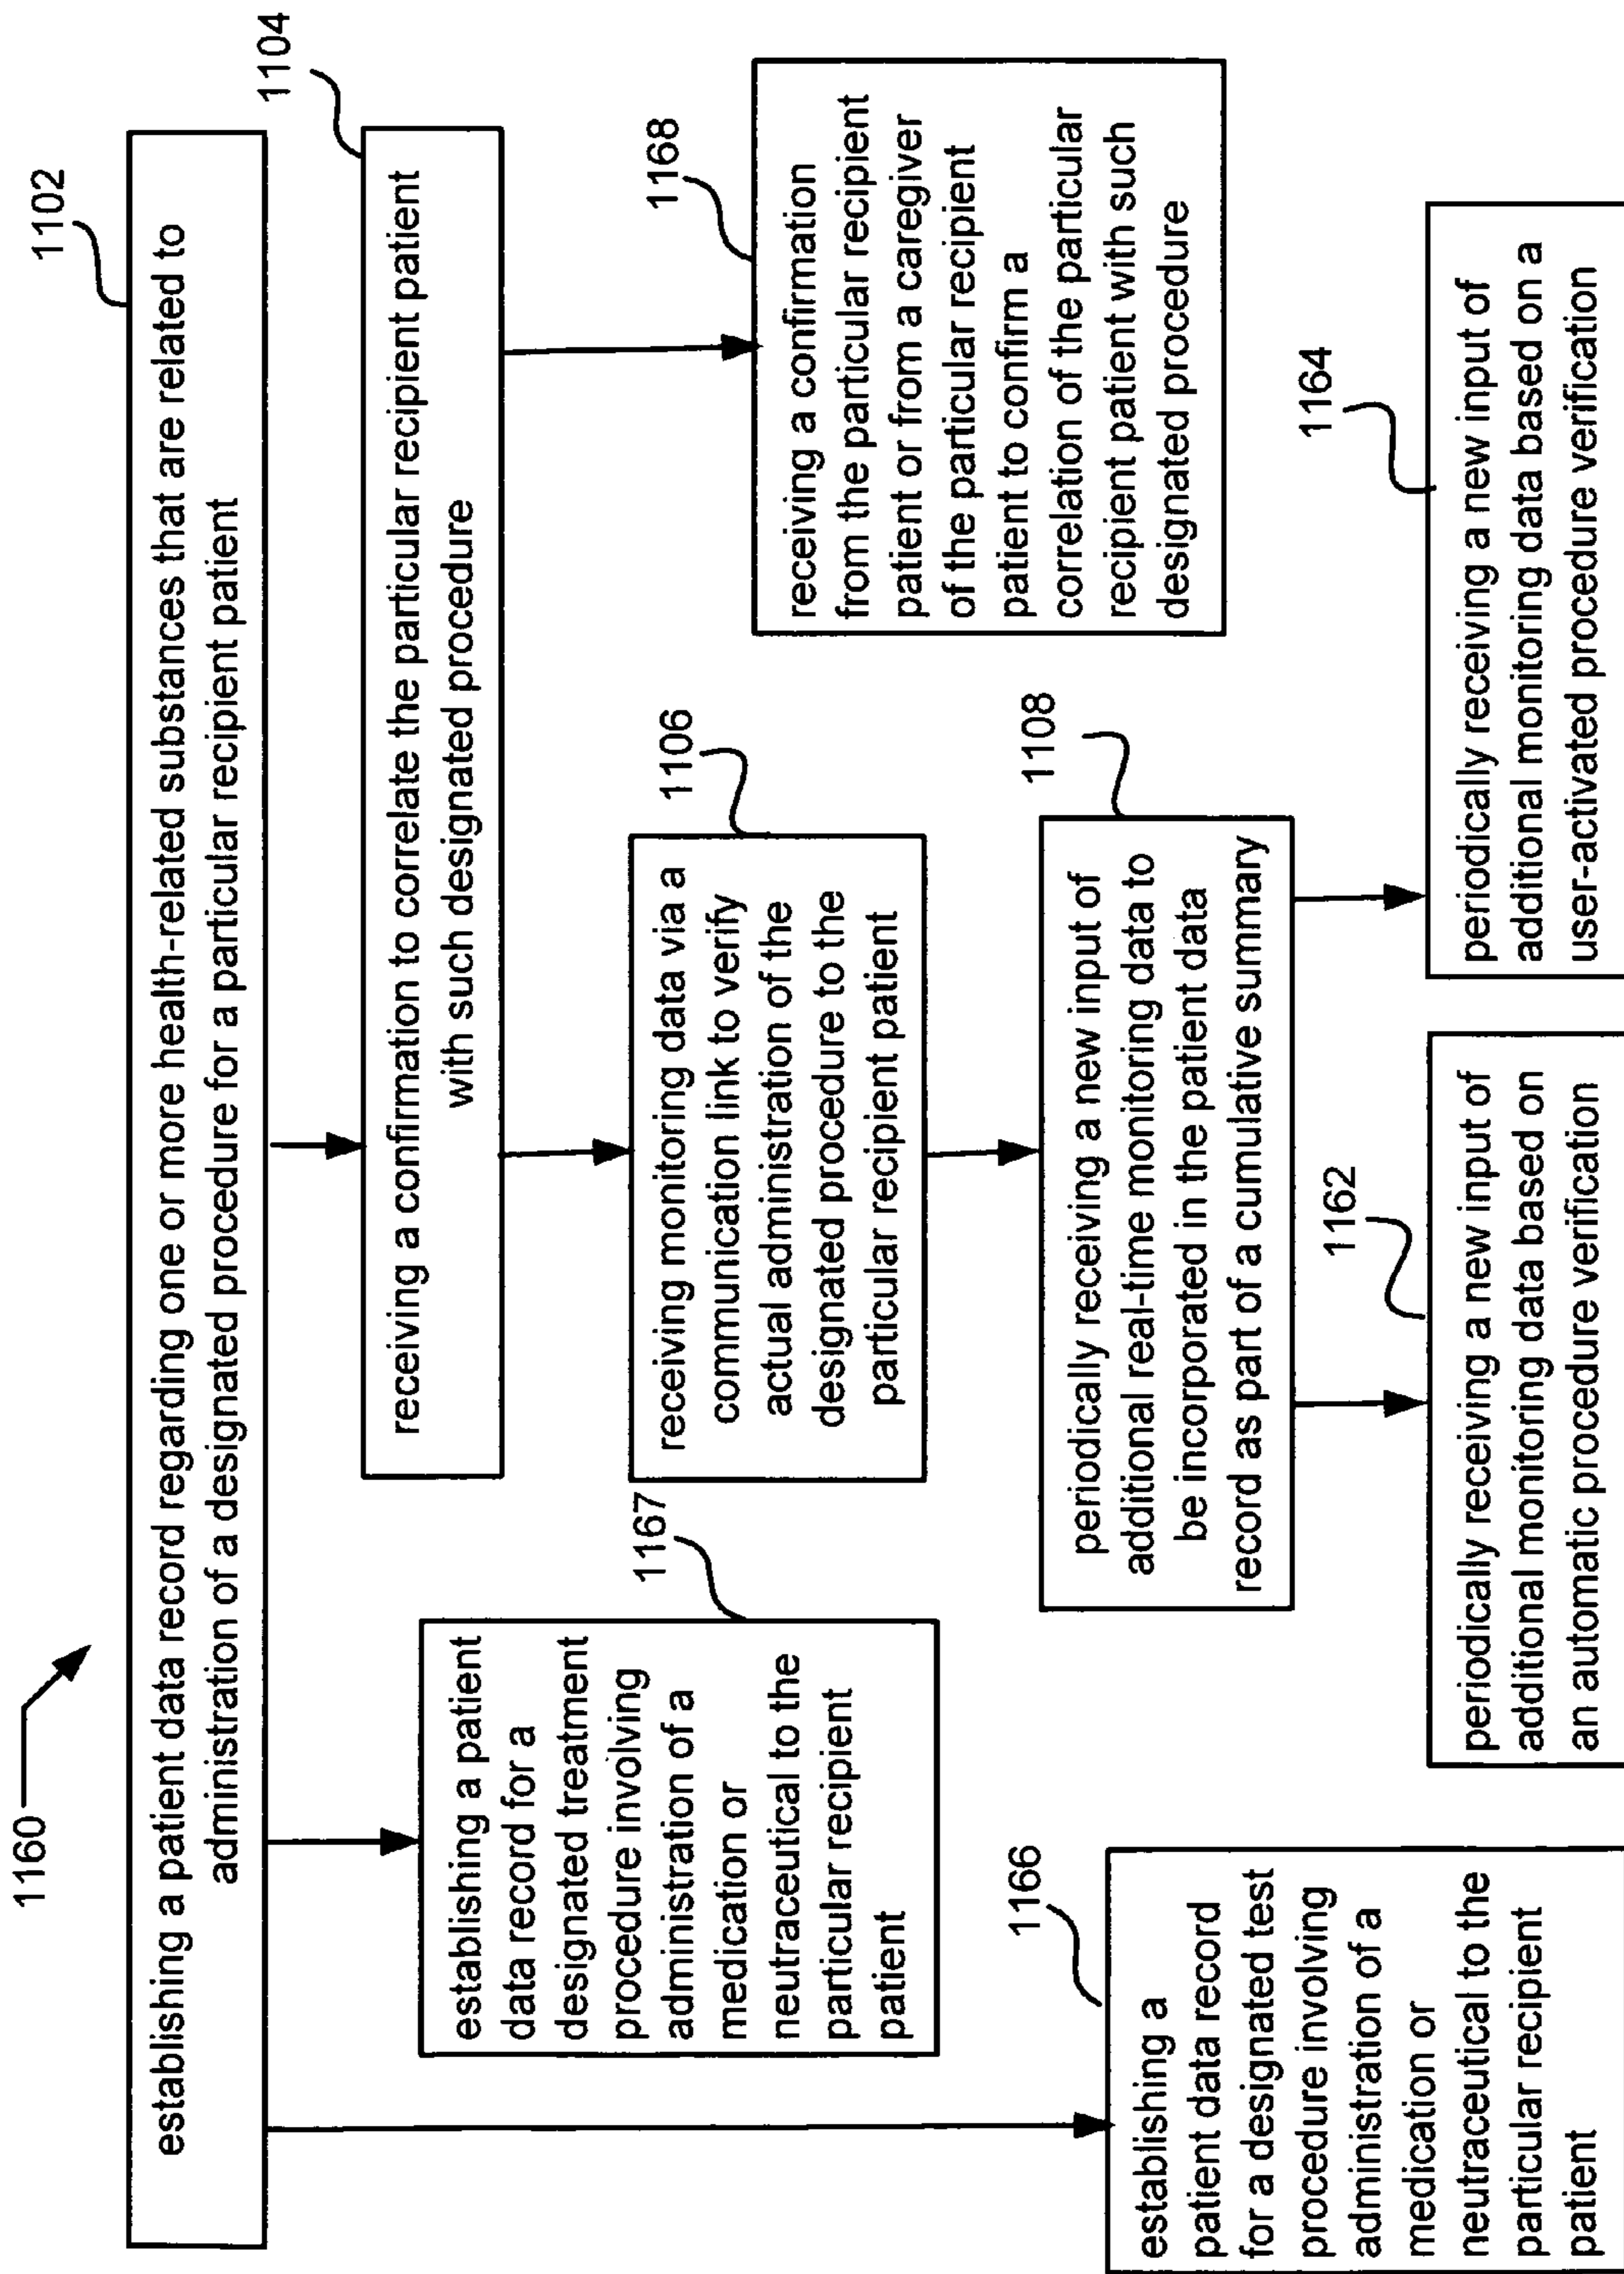 1160
1102
establishing a patient data record regarding one or more health-related substances that are related to
administration of a designated procedure for a particular recipient patient
1104
receiving a confirmation to correlate the particular recipient patient
with such designated procedure
1167
establishing a patient
data record for a
designated treatment
procedure involving
administration of a
medication or
neutraceutical to the
particular recipient
patient
1106
receiving monitoring data via a
communication link to verify
actual administration of the
designated procedure to the
particular recipient patient
1168
receiving a confirmation
from the particular recipient
patient or from a caregiver
of the particular recipient
patient to confirm a
correlation of the particular
recipient patient with such
designated procedure
1108
periodically receiving a new input of
additional real-time monitoring data to
be incorporated in the patient data
record as part of a cumulative summary
1166
establishing a
patient data record
for a designated test
procedure involving
administration of a
medication or
neutraceutical to the
particular recipient
patient
1162
periodically receiving a new input of
additional monitoring data based on
an automatic procedure verification
1164
periodically receiving a new input of
additional monitoring data based on a
user-activated procedure verification